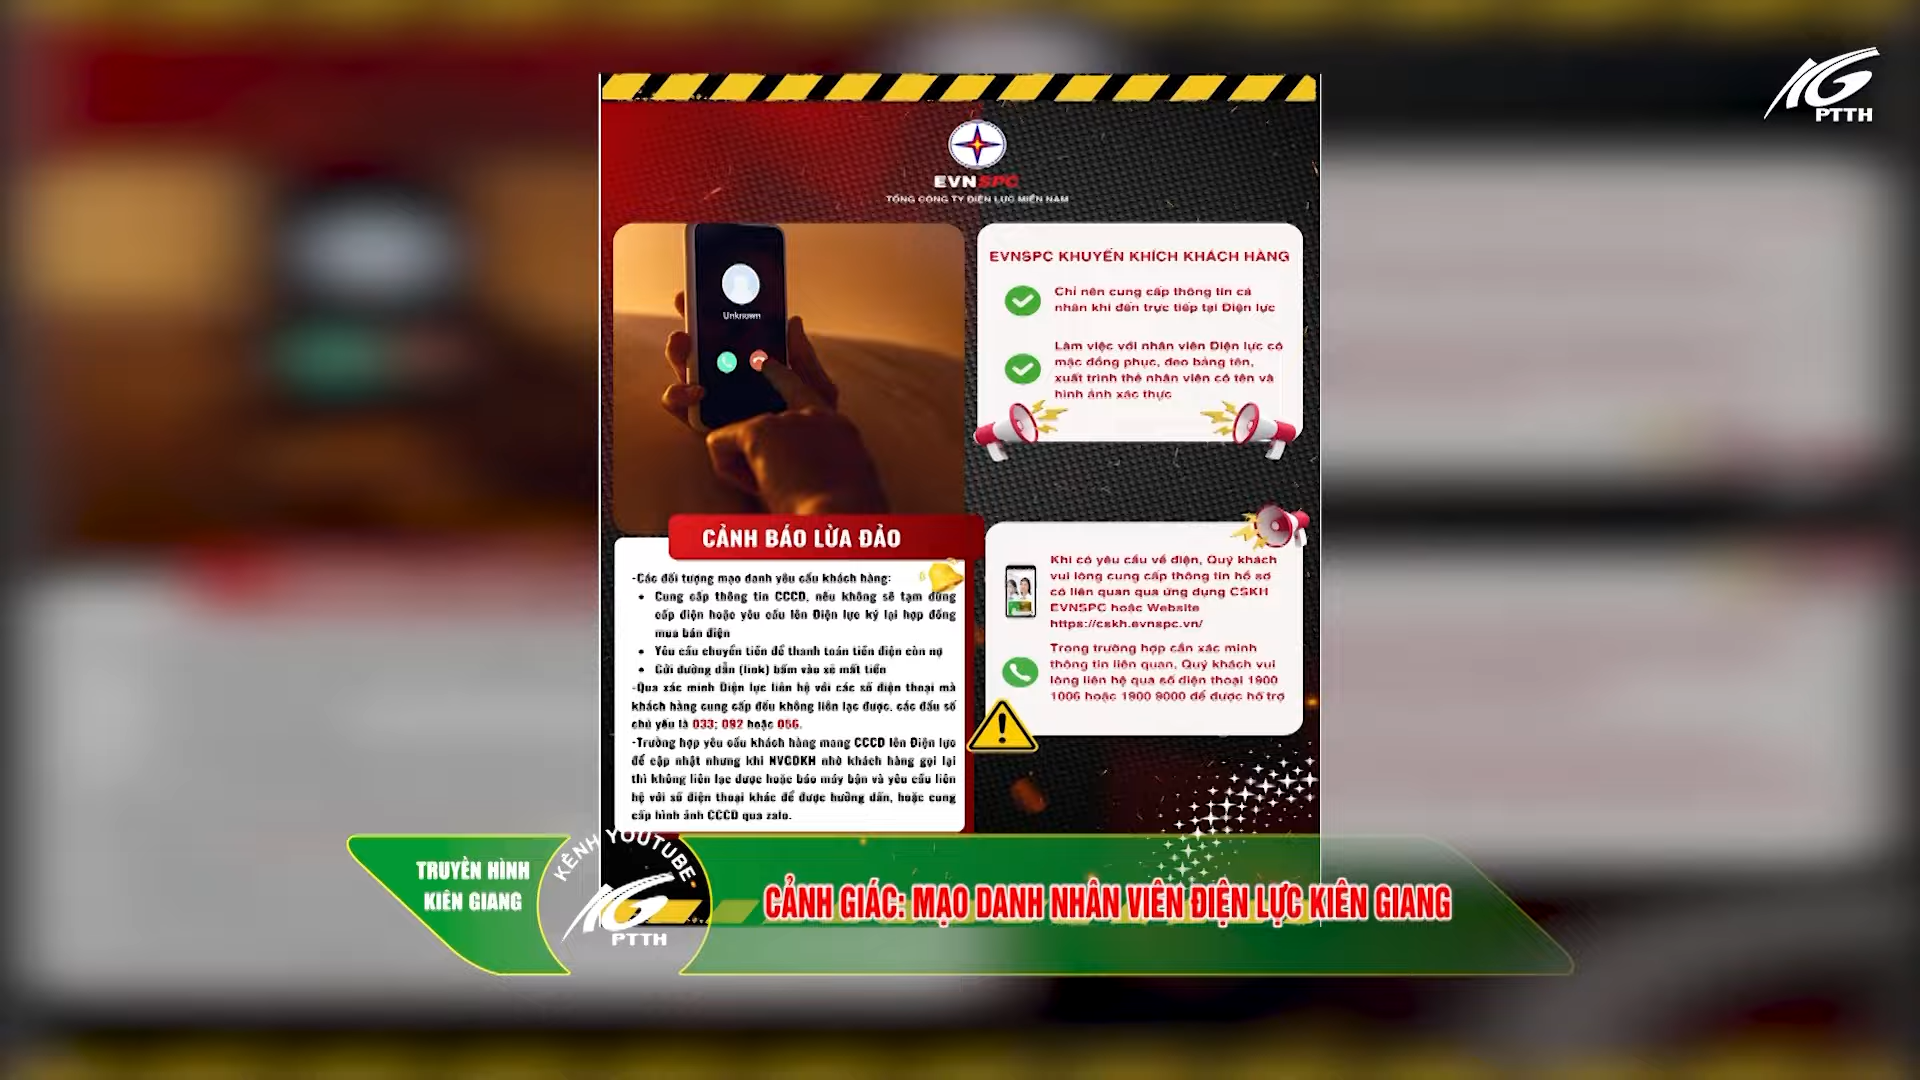 KG
PTTH
EVNSPC
TỔNG CÔNG TY ĐIỆN LỰC MIỀN NAM
Unknown
EVNSPC KHUYẾN KHÍCH KHÁCH HÀNG
Chỉ nên cung cấp thông tin cá
nhân khi đến trực tiếp tại Điện lực
Làm việc với nhân viên Điện lực có
mặc đồng phục, đeo bảng tên,
xuất trình thẻ nhân viên có tên và
hình ảnh xác thực
CẢNH BÁO LỪA ĐẢO
-Các đối tượng mạo danh yêu cầu khách hàng:
• Cung cấp thông tin CCCD, nếu không sẽ tạm dừng
cấp điện hoặc yêu cầu lên Điện lực ký lại hợp đồng
mua bán điện
• Yêu cầu chuyển tiền để thanh toán tiền điện còn nợ
• Gửi đường dẫn (link) bấm vào sẽ mất tiền
-Qua xác minh Điện lực liên hệ với các số điện thoại mà
khách hàng cung cấp đều không liên lạc được. các đầu số
chủ yếu là 033; 092 hoặc 056.
-Trường hợp yêu cầu khách hàng mang CCCD lên Điện lực
để cập nhật nhưng khi NVGDKH nhờ khách hàng gọi lại
thì không liên lạc được hoặc báo máy bận và yêu cầu liên
hệ với số điện thoại khác để được hướng dẫn, hoặc cung
cấp hình ảnh CCCD qua zalo.
Khi có yêu cầu về điện, Quý khách
vui lòng cung cấp thông tin hồ sơ
có liên quan qua ứng dụng CSKH
EVNSPC hoặc Website
https://cskh.evnspc.vn/
Trong trường hợp cần xác minh
thông tin liên quan, Quý khách vui
lòng liên hệ qua số điện thoại 1900
1006 hoặc 1900 9000 để được hỗ trợ
TRUYỀN HÌNH
KIÊN GIANG
KÊNH YOUTUBE
KG
PTTH
CẢNH GIÁC: MẠO DANH NHÂN VIÊN ĐIỆN LỰC KIÊN GIANG